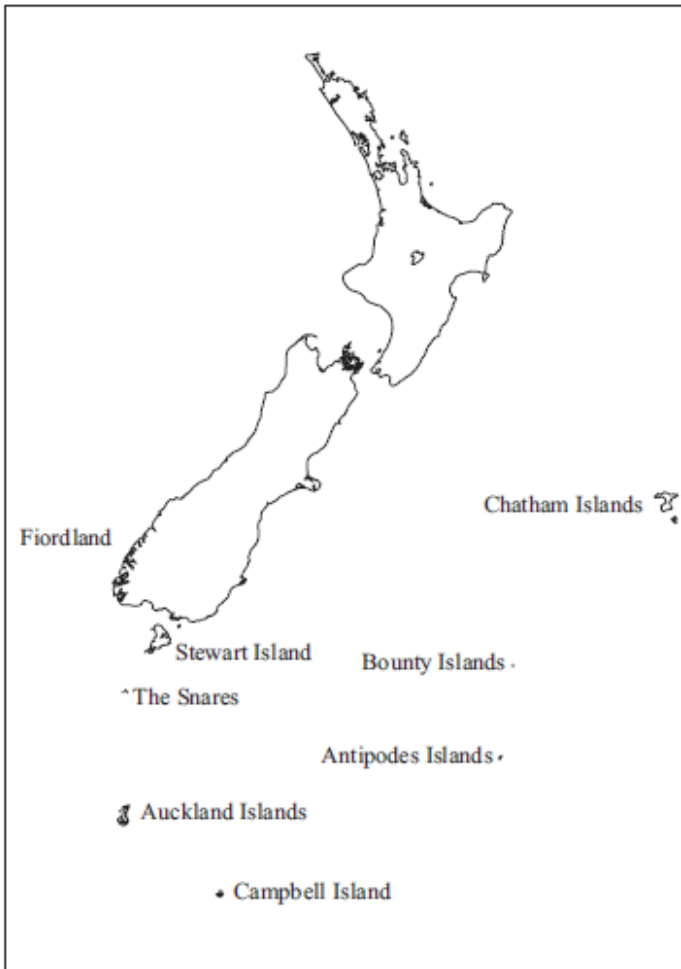 Chatham Islands
Fiordland
Stewart Island
Bounty Islands
The Snares
Antipodes Islands
Auckland Islands
Campbell Island